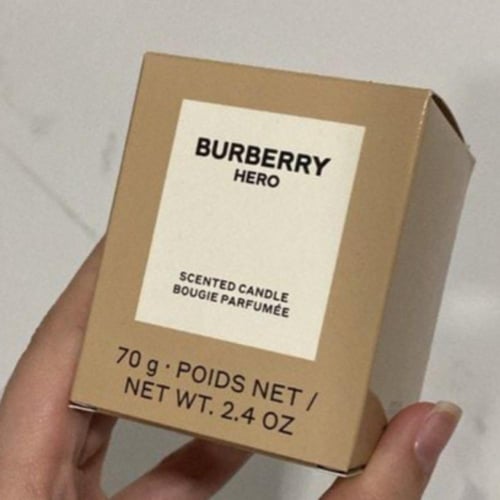 BURBERRY
HERO
SCENTED CANDLE
BOUGIE PARFUMÉE
70 g · POIDS NET /
NET WT. 2.4 OZ